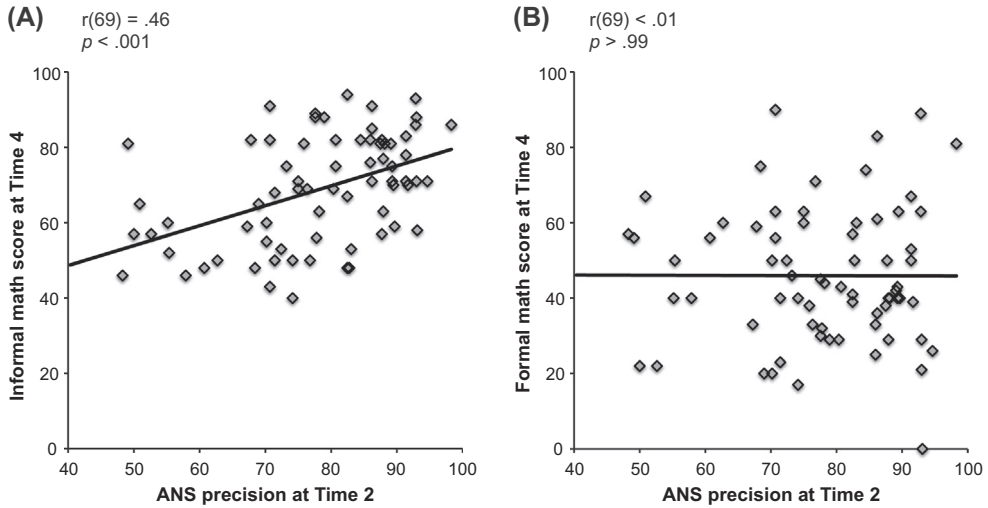 (A)
r(69) = .46
p < .001
100
80
60
40
20
0
40 50 60 70 80 90 100
Informal math score at Time 4
ANS precision at Time 2
(B)
r(69) < .01
p > .99
100
80
60
40
20
0
40 50 60 70 80 90 100
Formal math score at Time 4
ANS precision at Time 2